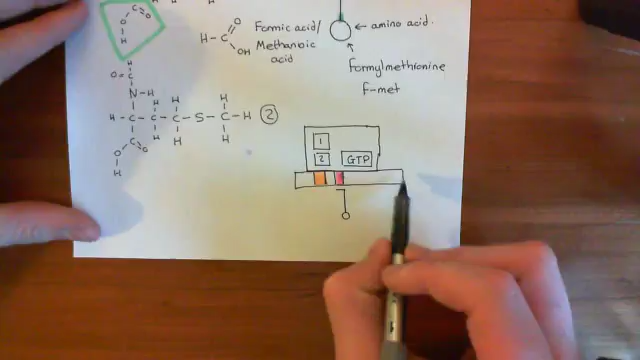 Formic acid/
Methanoic
acid
← amino acid.
Formylmethionine
F-met
H-C
O
OH
H
O=C
N-H
H H H
H-C-C-C-S-C-H
H H H
C
O O
H
C
O O
H
2
1
2
GTP